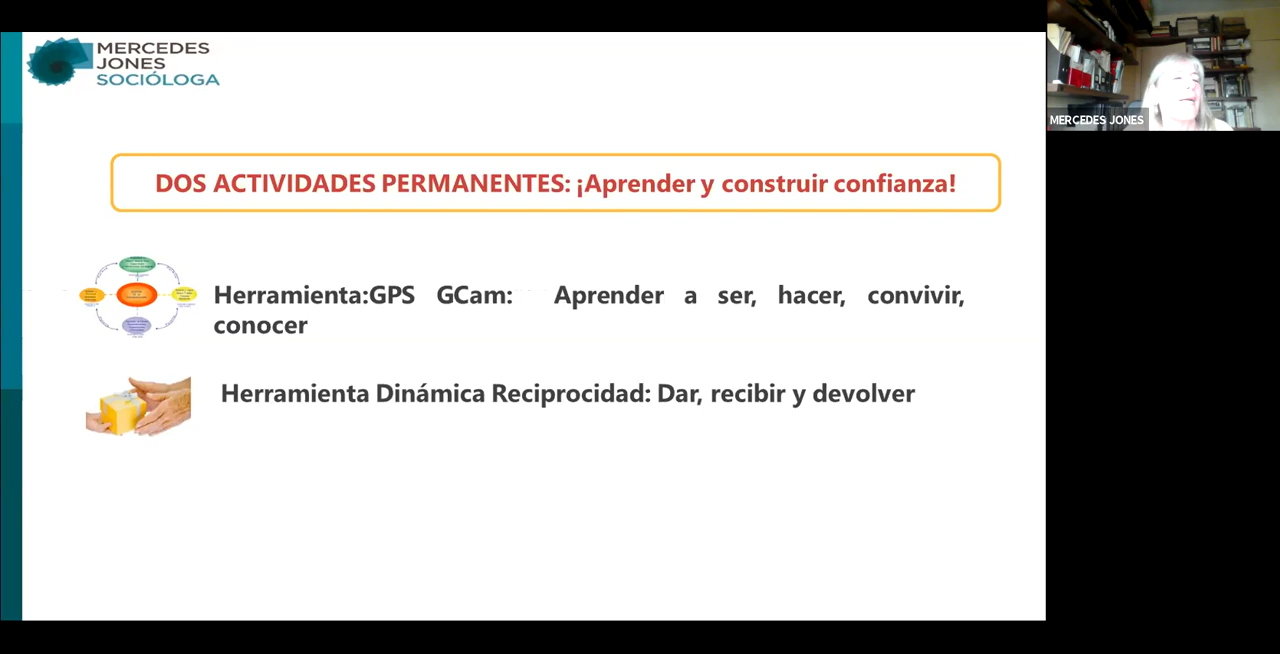 MERCEDES
JONES
SOCIÓLOGA
MERCEDES JONES
DOS ACTIVIDADES PERMANENTES: ¡Aprender y construir confianza!
Herramienta:GPS GCam: Aprender a ser, hacer, convivir,
conocer
Herramienta Dinámica Reciprocidad: Dar, recibir y devolver